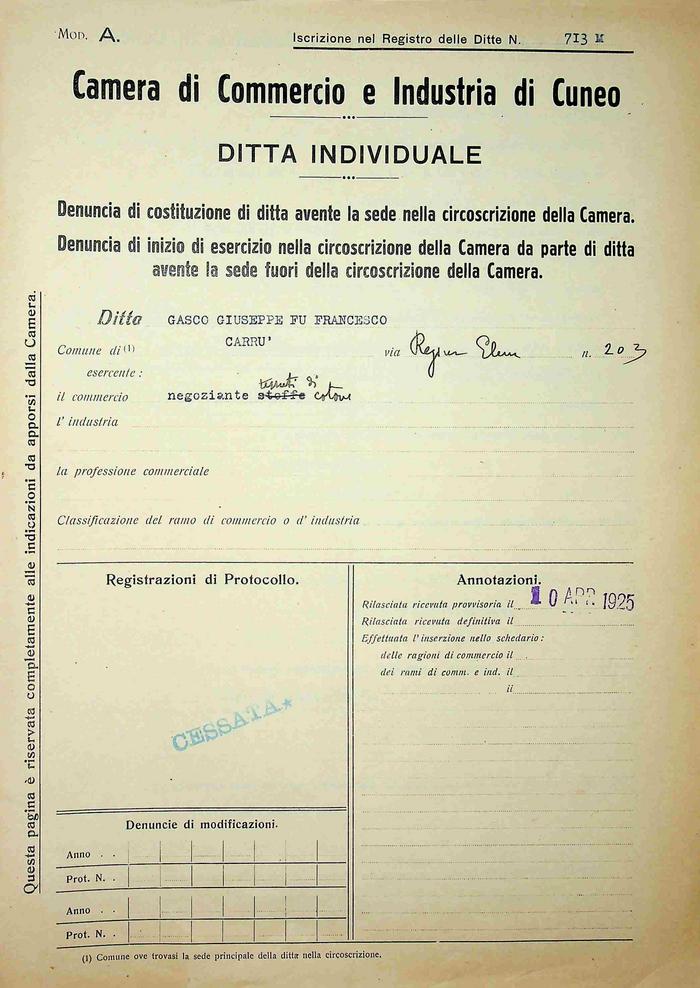 Mod. A.
Iscrizione nel Registro delle Ditte N. 713 M
Camera di Commercio e Industria di Cuneo
DITTA INDIVIDUALE
Denuncia di costituzione di ditta avente la sede nella circoscrizione della Camera.
Denuncia di inizio di esercizio nella circoscrizione della Camera da parte di ditta
avente la sede fuori della circoscrizione della Camera.
Ditta GASCO GIUSEPPE FU FRANCESCO
Comune di (1) CARRU' via Regina Elena n. 203
esercente :
tessuti di
il commercio negoziante stoffe cotone
l' industria
la professione commerciale
Classificazione del ramo di commercio o d' industria
Questa pagina è riservata completamente alle indicazioni da apporsi dalla Camera.
Registrazioni di Protocollo.
CESSATA*
Denuncie di modificazioni.
Anno . .
Prot. N. .
Anno . .
Prot. N. .
Annotazioni.
Rilasciata ricevuta provvisoria il 10 APR. 1925
Rilasciata ricevuta definitiva il
Effettuata l'inserzione nello schedario :
delle ragioni di commercio il
dei rami di comm. e ind. il
ii
(1) Comune ove trovasi la sede principale della ditta nella circoscrizione.